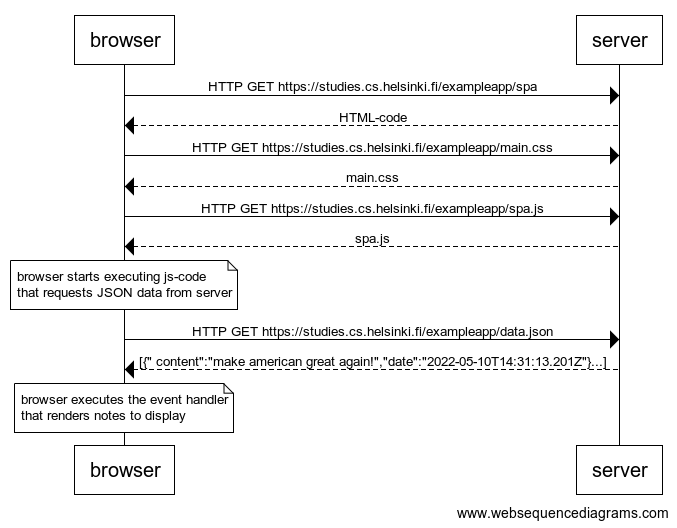 browser
server
HTTP GET https://studies.cs.helsinki.fi/exampleapp/spa
HTML-code
HTTP GET https://studies.cs.helsinki.fi/exampleapp/main.css
main.css
HTTP GET https://studies.cs.helsinki.fi/exampleapp/spa.js
spa.js
browser starts executing js-code
that requests JSON data from server
HTTP GET https://studies.cs.helsinki.fi/exampleapp/data.json
[{" content":"make american great again!","date":"2022-05-10T14:31:13.201Z"}...]
browser executes the event handler
that renders notes to display
browser
server
www.websequencediagrams.com